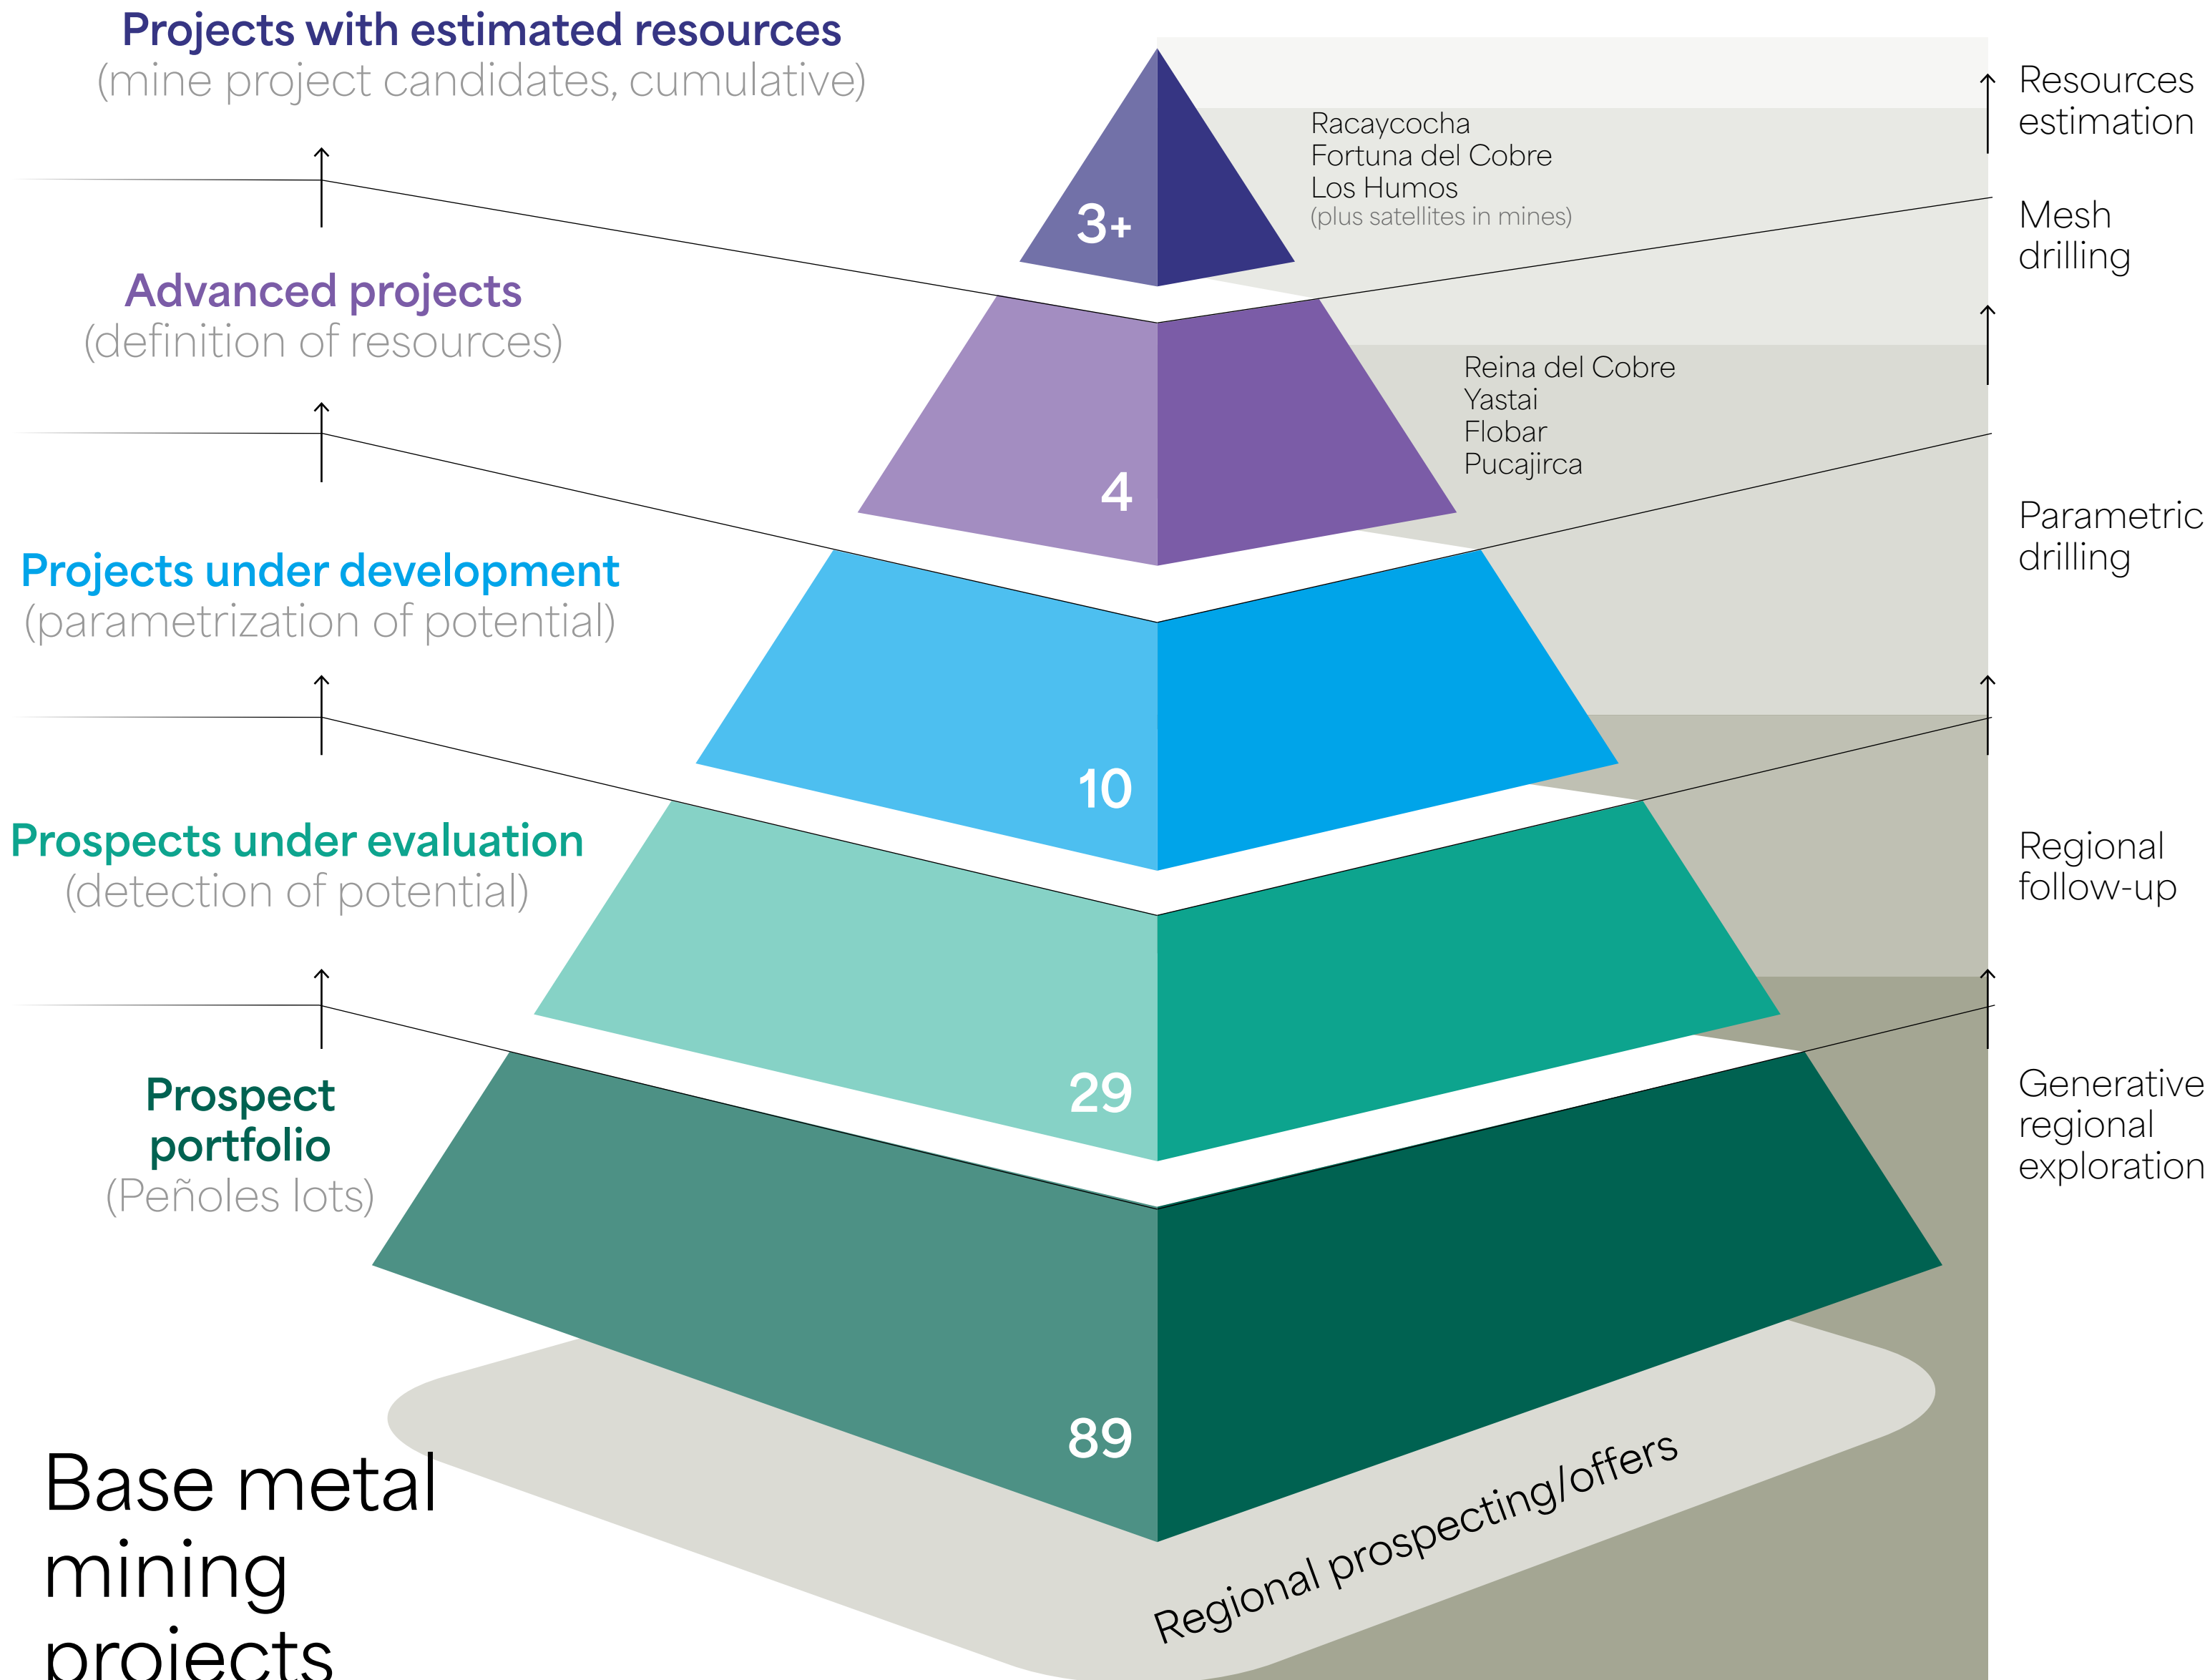 Projects with estimated resources
(mine project candidates, cumulative)
Resources
estimation
Racaycocha
Fortuna del Cobre
Los Humos
(plus satellites in mines)
3+
Mesh
drilling
Advanced projects
(definition of resources)
Reina del Cobre
Yastai
Flobar
Pucajirca
4
Parametric
drilling
Projects under development
(parametrization of potential)
10
Prospects under evaluation
(detection of potential)
Regional
follow-up
29
Prospect
portfolio
(Peñoles lots)
Generative
regional
exploration
89
Regional prospecting/offers
Base metal
mining
projects